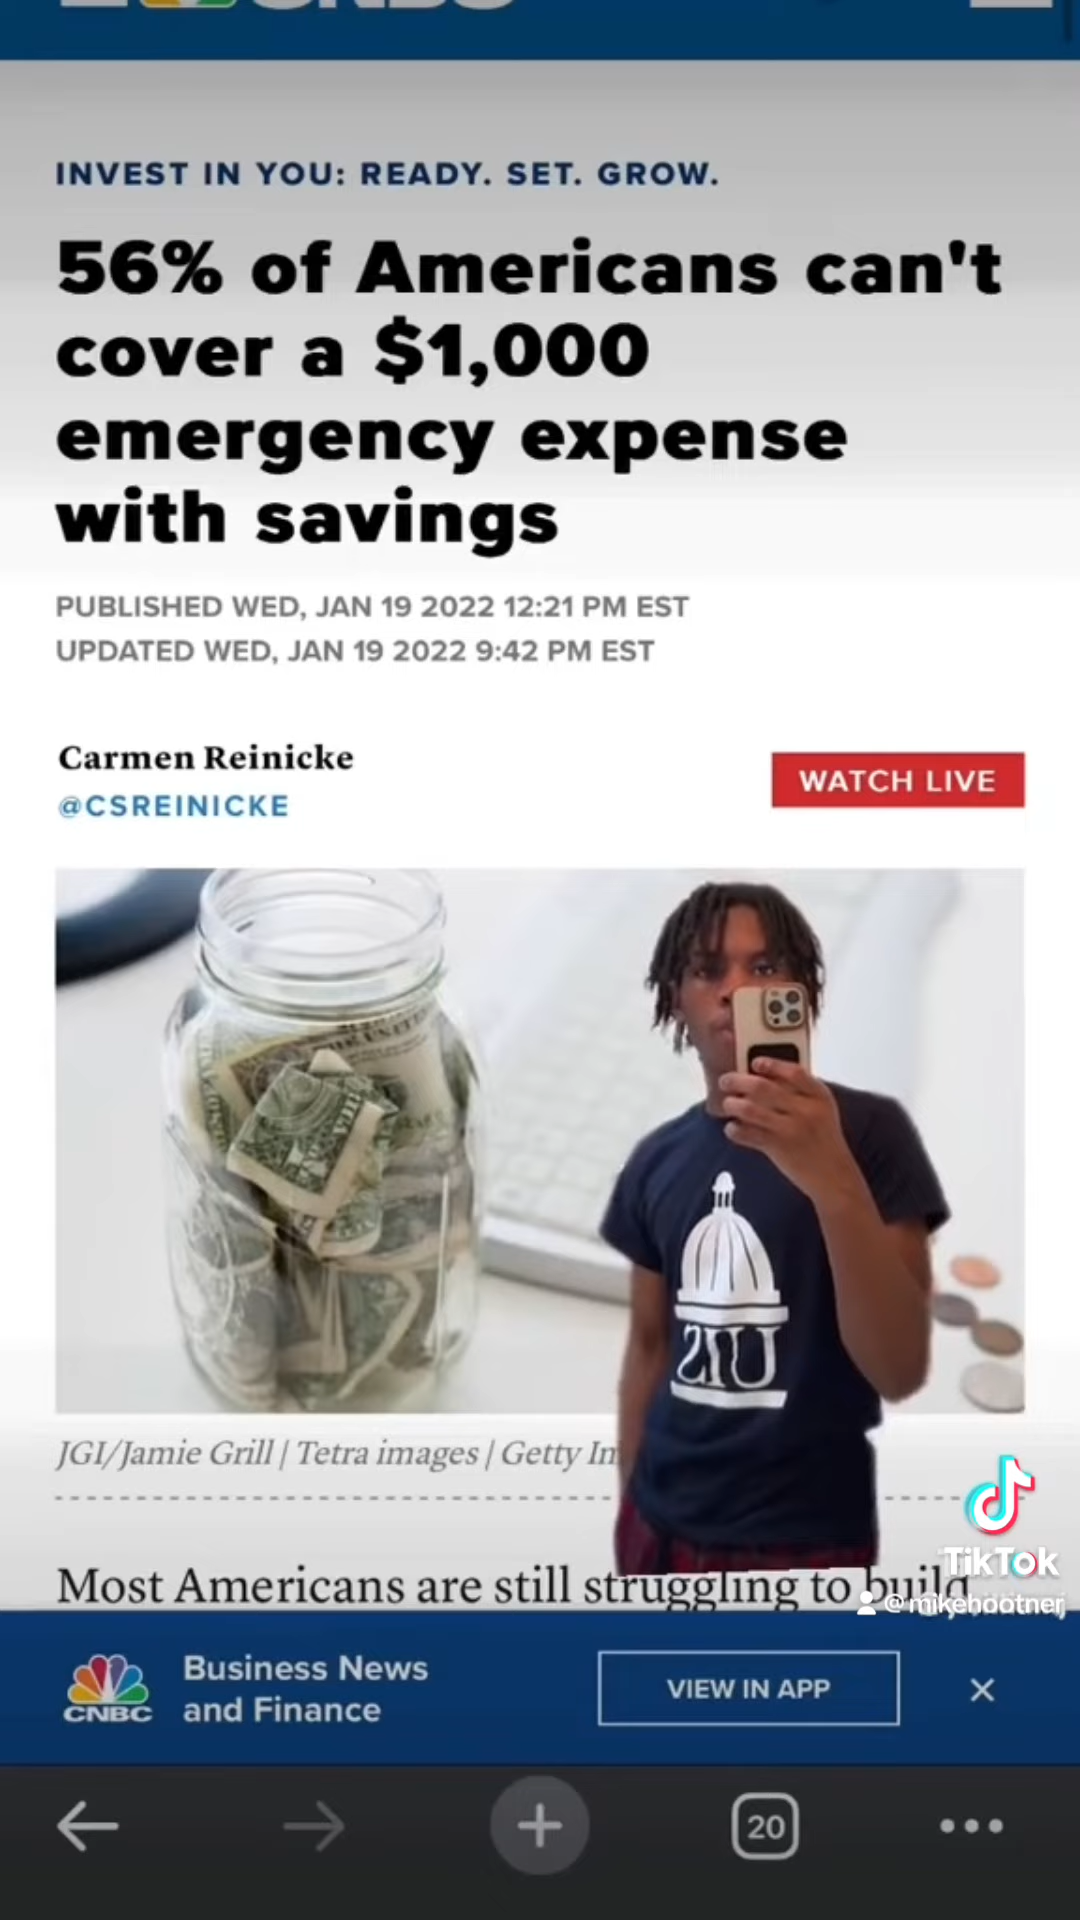 CNBC
INVEST IN YOU: READY. SET. GROW.
56% of Americans can't
cover a $1,000
emergency expense
with savings
PUBLISHED WED, JAN 19 2022 12:21 PM EST
UPDATED WED, JAN 19 2022 9:42 PM EST
Carmen Reinicke
@CSREINICKE
WATCH LIVE
JGI/Jamie Grill | Tetra images | Getty Im
Most Americans are still struggling to build
TikTok
@mikehootner
CNBC
Business News
and Finance
VIEW IN APP
20